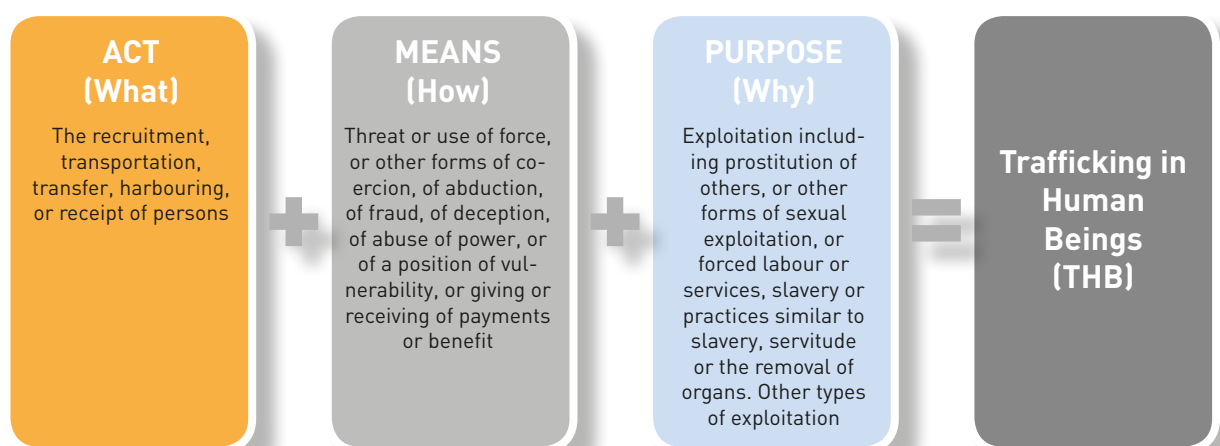 ACT
(What)
The recruitment,
transportation,
transfer, harbouring,
or receipt of persons
MEANS
(How)
Threat or use of force,
or other forms of co-
ercion, of abduction,
of fraud, of deception,
of abuse of power, or
of a position of vul-
nerability, or giving or
receiving of payments
or benefit
PURPOSE
(Why)
Exploitation includ-
ing prostitution of
others, or other
forms of sexual
exploitation, or
forced labour or
services, slavery or
practices similar to
slavery, servitude
or the removal of
organs. Other types
of exploitation
Trafficking in
Human
Beings
(THB)